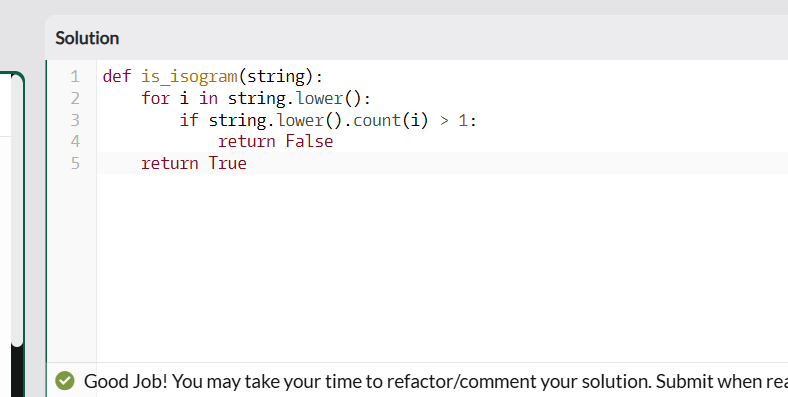 Solution
1 def is_isogram(string):
2     for i in string.lower():
3         if string.lower().count(i) > 1:
4             return False
5     return True
Good Job! You may take your time to refactor/comment your solution. Submit when